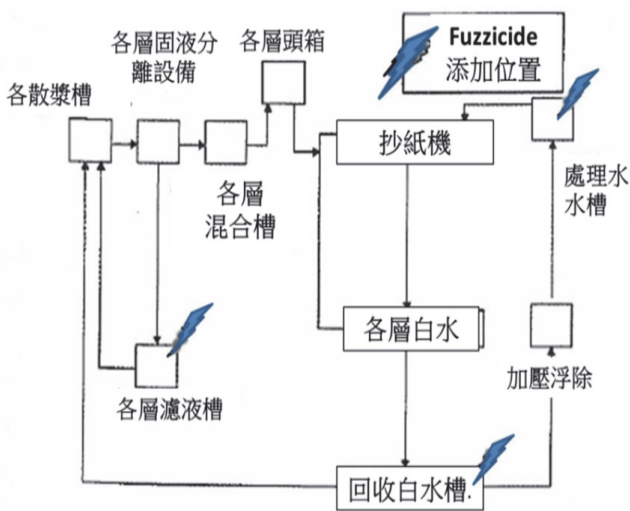 Fuzzicide
添加位置
各層固液分
離設備
各層頭箱
各散漿槽
抄紙機
處理水
水槽
各層
混合槽
各層白水
加壓浮除
各層濾液槽
回收白水槽.